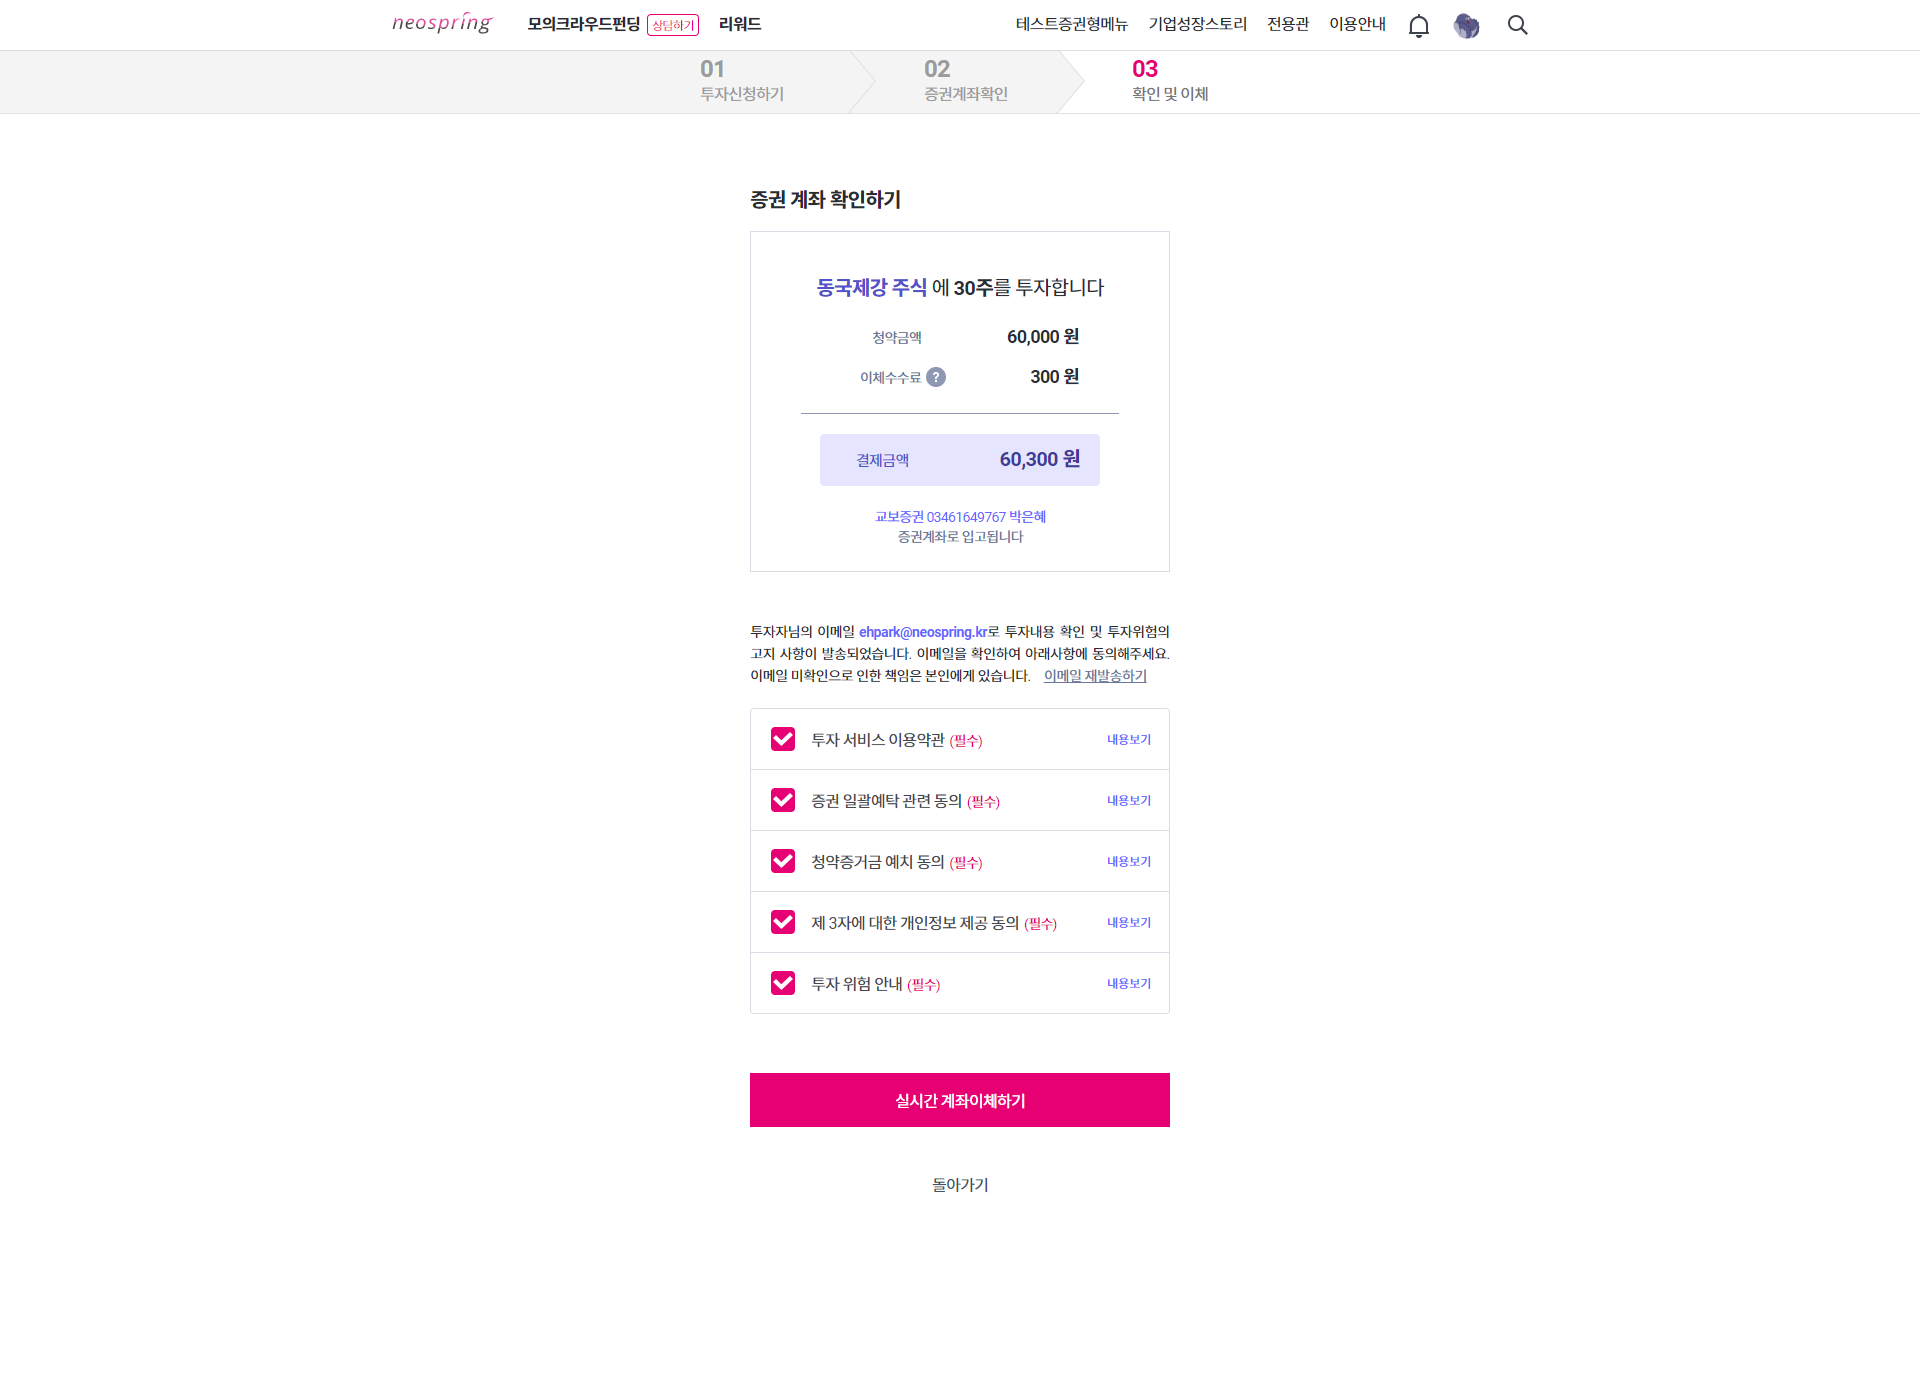 neospring 모의크라우드펀딩 상담하기 리워드 테스트증권형메뉴 기업성장스토리 전용관 이용안내
01 02 03
투자신청하기 증권계좌확인 확인 및 이체
증권 계좌 확인하기
동국제강 주식 에 30주를 투자합니다
청약금액 60,000 원
이체수수료 ? 300 원
결제금액 60,300 원
교보증권 03461649767 박은혜
증권계좌로 입고됩니다
투자자님의 이메일 ehpark@neospring.kr로 투자내용 확인 및 투자위험의
고지 사항이 발송되었습니다. 이메일을 확인하여 아래사항에 동의해주세요.
이메일 미확인으로 인한 책임은 본인에게 있습니다. 이메일 재발송하기
투자 서비스 이용약관 (필수) 내용보기
증권 일괄예탁 관련 동의 (필수) 내용보기
청약증거금 예치 동의 (필수) 내용보기
제 3자에 대한 개인정보 제공 동의 (필수) 내용보기
투자 위험 안내 (필수) 내용보기
실시간 계좌이체하기
돌아가기